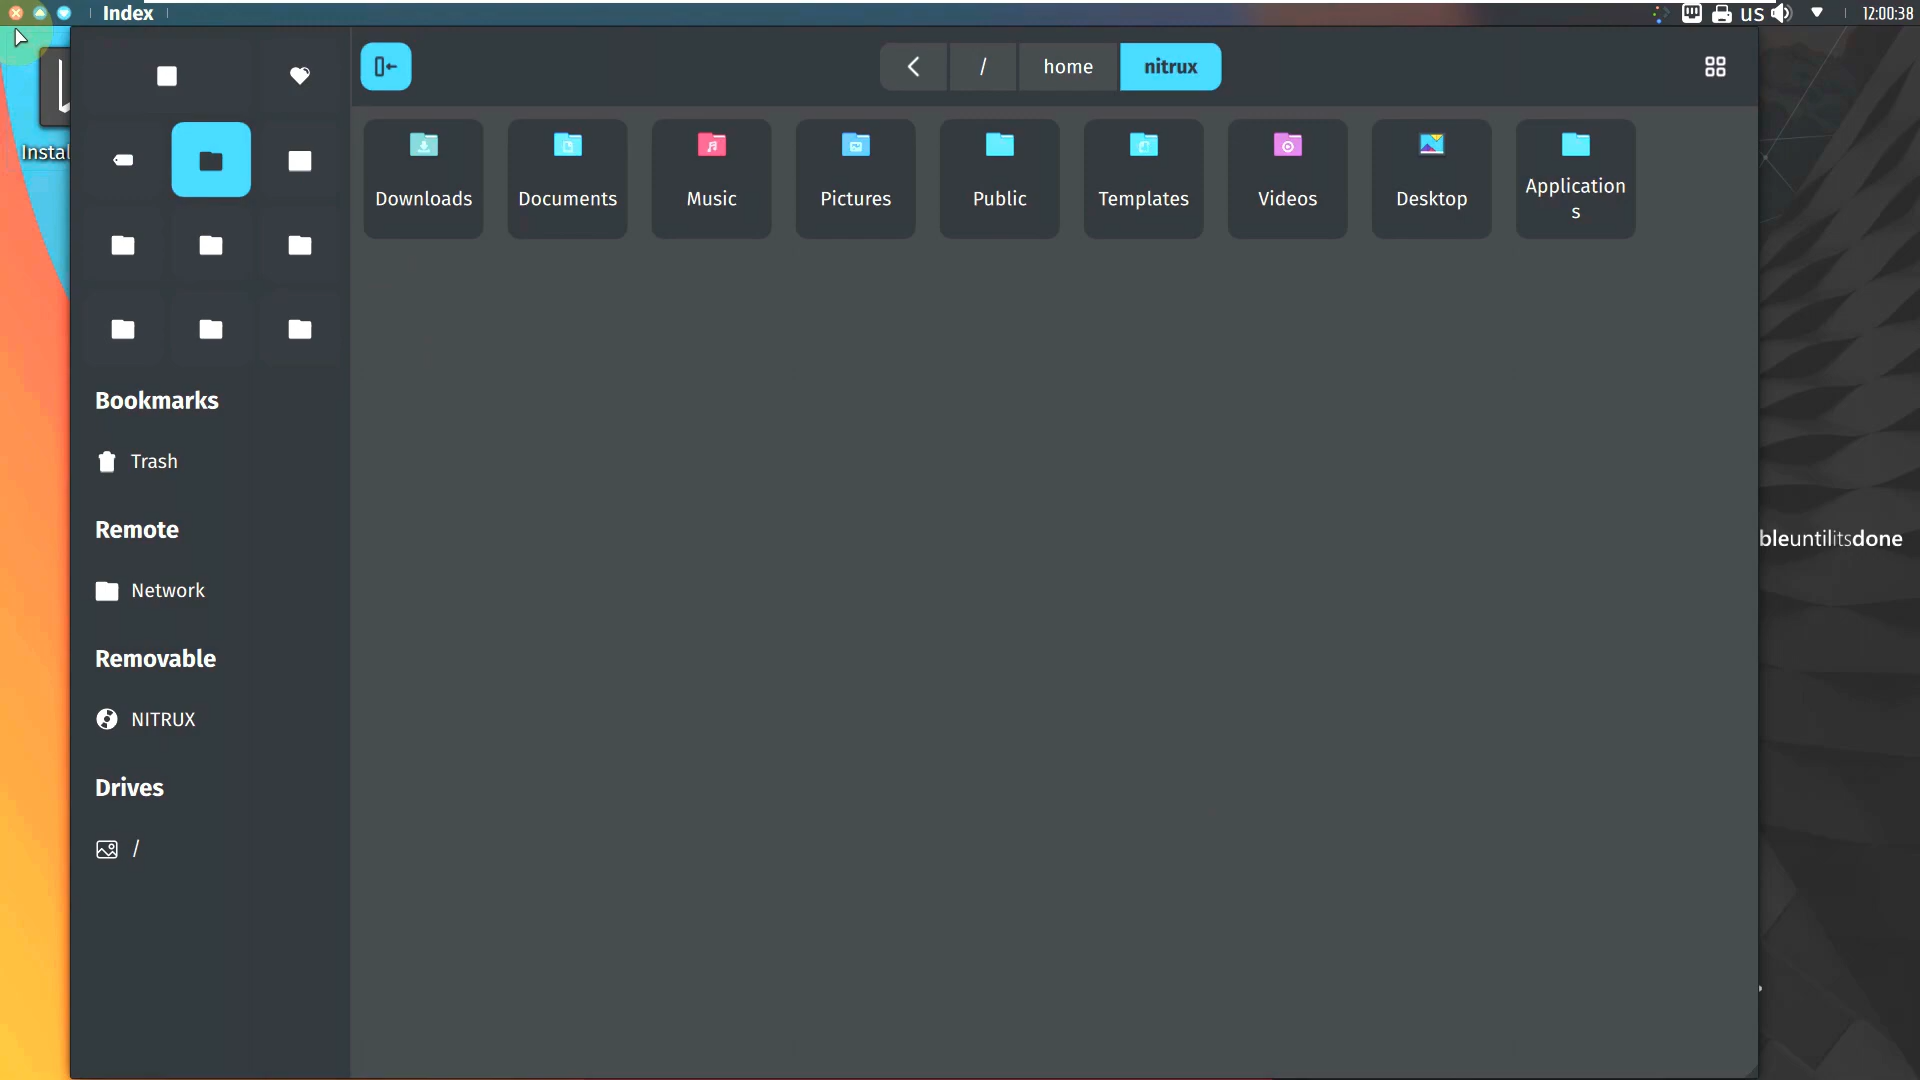 Index
us
12:00:38
/
home
nitrux
Instal
Downloads
Documents
Music
Pictures
Public
Templates
Videos
Desktop
Application
s
Bookmarks
Trash
Remote
Network
bleuntilitsdone
Removable
NITRUX
Drives
/